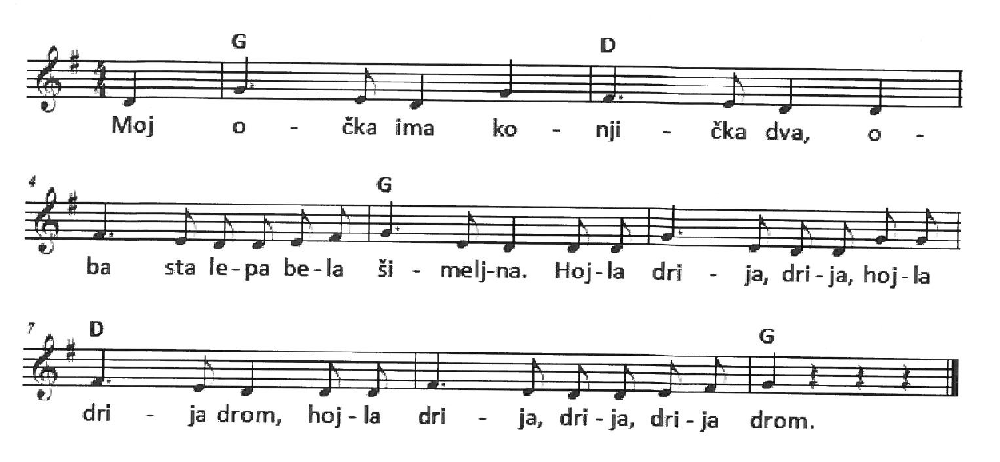 G D
4
4
Moj o - čka ima ko - nji - čka dva, o -
4
G
ba sta le-pa be-la ši - melj-na. Hoj-la dri - ja, dri-ja, hoj-la
7
D G
dri - ja drom, hoj-la dri - ja, dri-ja, dri-ja drom.